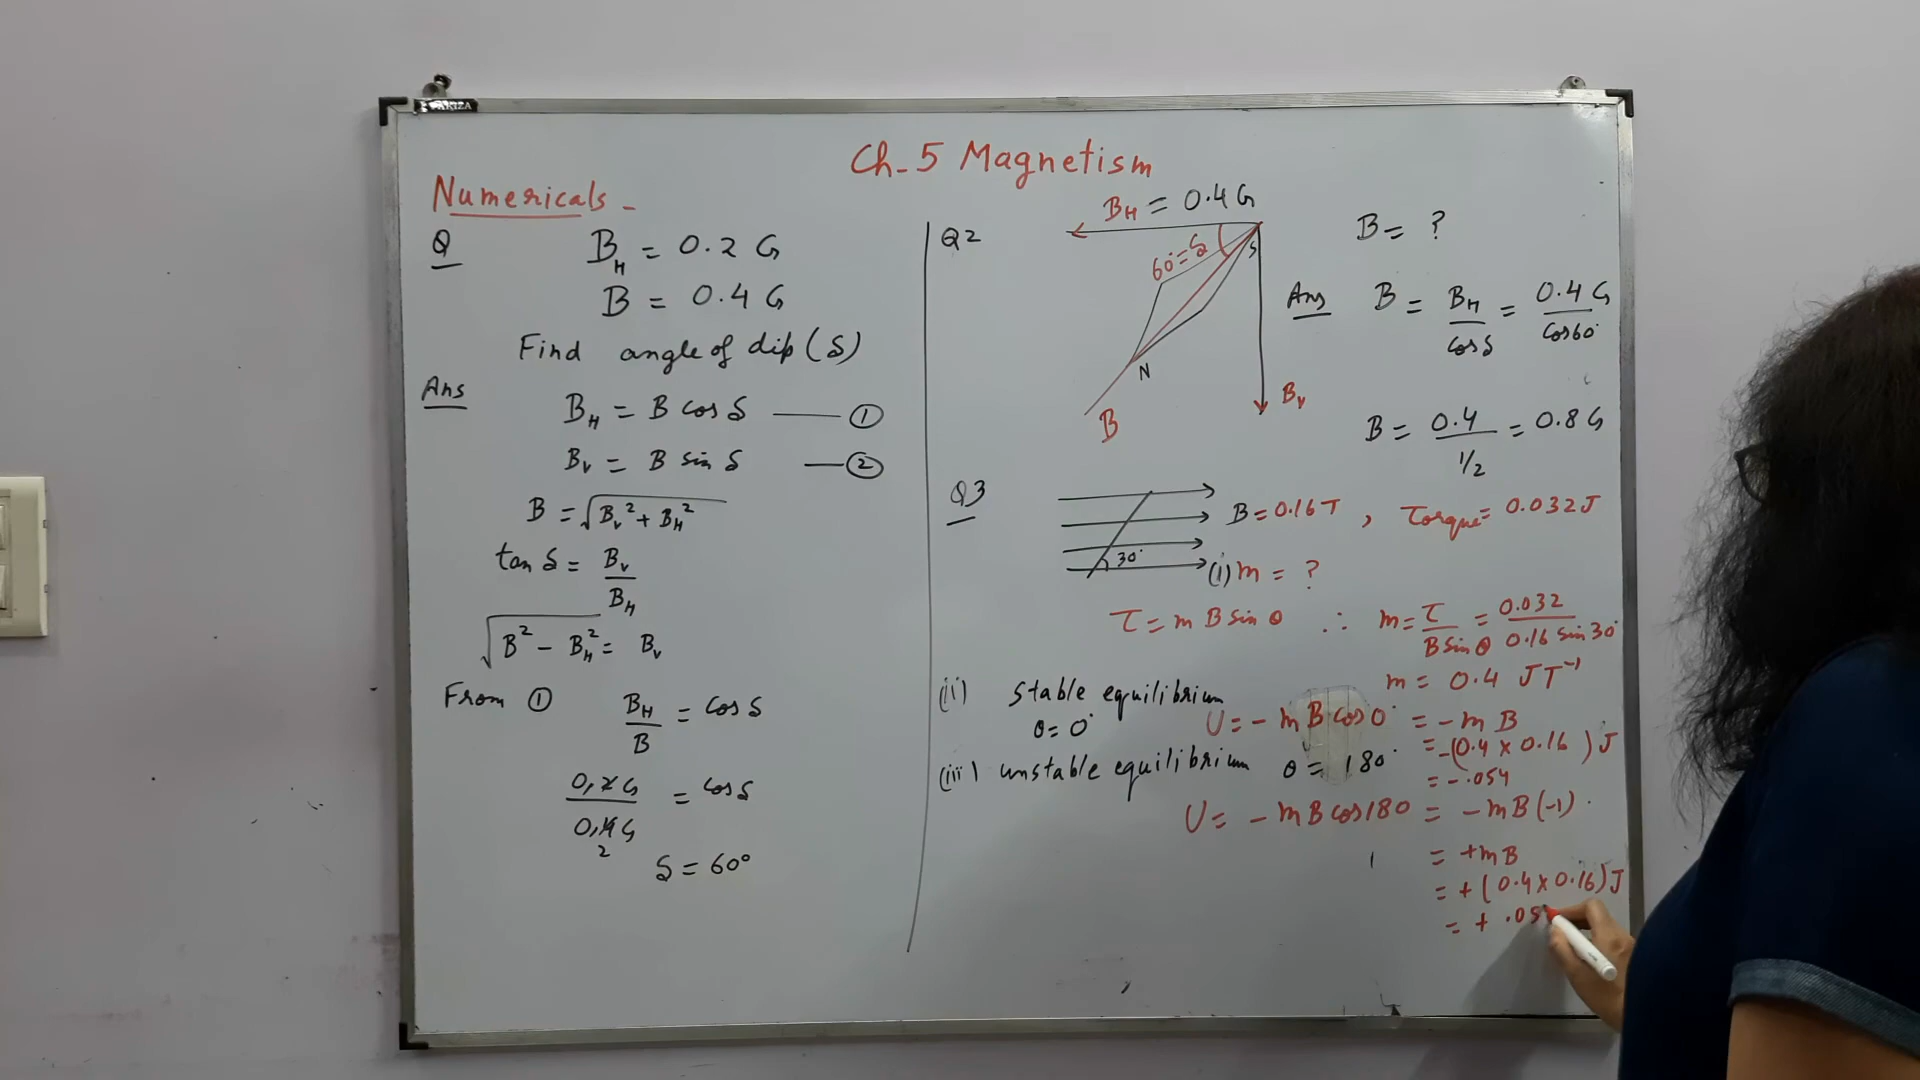 ARIZA
Ch-5 Magnetism
Numericals -
Q B_H = 0.2 G
B = 0.4 G
Find angle of dip (δ)
Ans
B_H = B cos δ —— ①
B_V = B sin δ —— ②
B = √(B_V² + B_H²)
tan δ = B_V / B_H
√(B² - B_H²) = B_V
From ① B_H / B = cos δ
0.2 G / 0.4 G = cos δ
2
δ = 60°
Q2 B_H = 0.4 G
60° = δ
S
N
B
B_V
B = ?
Ans B = B_H / cos δ = 0.4 G / cos 60°
B = 0.4 / 1/2 = 0.8 G
Q3 30° B = 0.16 T , Torque = 0.032 J
(i) m = ?
τ = m B sin θ ∴ m = τ / B sin θ = 0.032 / 0.16 sin 30°
m = 0.4 J T⁻¹
(ii) stable equilibrium
θ = 0° U = - m B cos 0° = - m B
= -(0.4 × 0.16) J
= - .054
(iii) unstable equilibrium θ = 180°
U = - m B cos 180 = - m B (-1)
= + m B
= + (0.4 × 0.16) J
= + .05